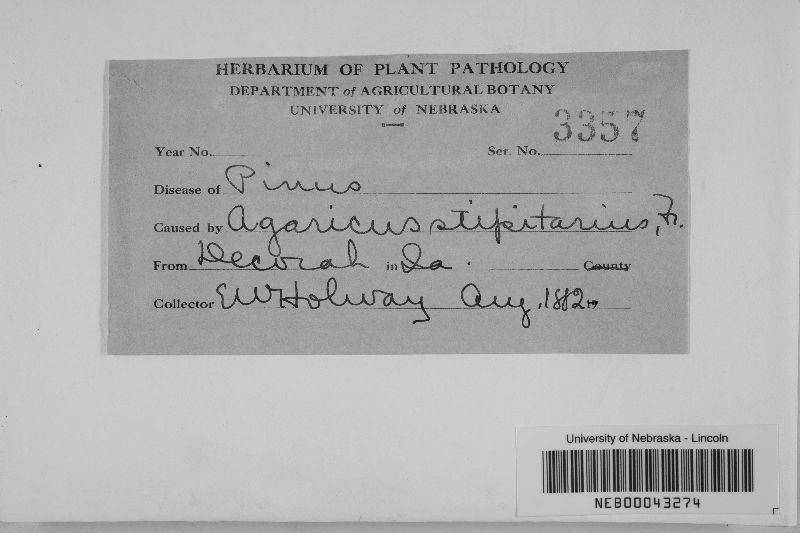 HERBARIUM OF PLANT PATHOLOGY
DEPARTMENT of AGRICULTURAL BOTANY
UNIVERSITY of NEBRASKA
3357
Year No. Ser. No.
Disease of Pinus
Caused by Agaricus stipitarius, Fr.
From Decorah in Ia. County
Collector EWHolway Aug. 1882 19
University of Nebraska - Lincoln
NEB00043274